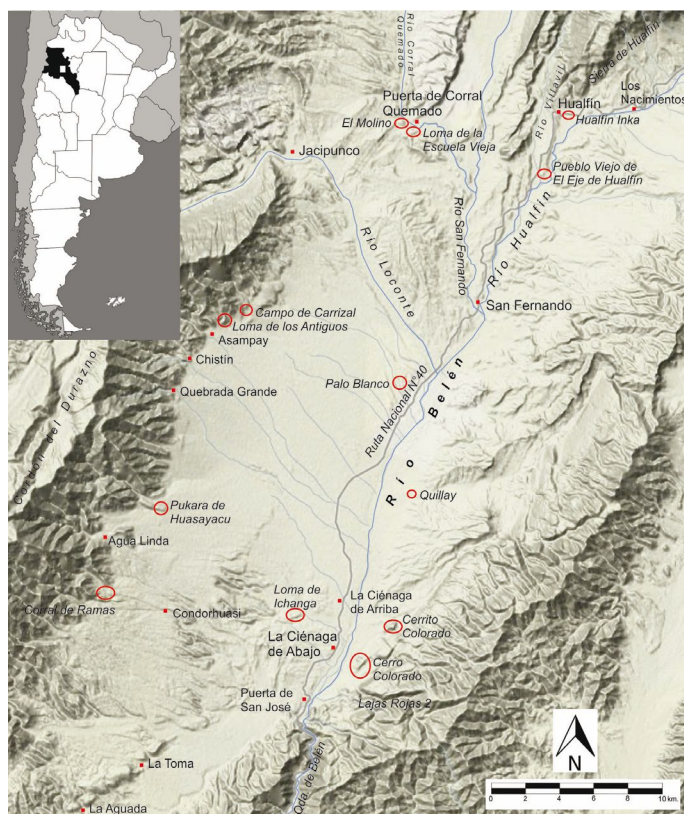 Río Corral
Quemado
Sierra de Hualfín
Río Villavil
Los
Nacimientos
Puerta de Corral
Quemado
Hualfín
Hualfín Inka
El Molino
Loma de la
Escuela Vieja
Jacipunco
Pueblo Viejo de
El Eje de Hualfín
Río San Fernando
Río Hualfín
Río Loconte
San Fernando
Campo de Carrizal
Loma de los Antiguos
Asampay
Chistín
Palo Blanco
Ruta Nacional N°40
Río Belén
Quebrada Grande
Cordón del Durazno
Quillay
Pukara de
Huasayacu
Agua Linda
Corral de Ramas
Condorhuasi
Loma de
Ichanga
La Ciénaga
de Arriba
Cerrito
Colorado
La Ciénaga
de Abajo
Cerro
Colorado
Puerta de
San José
Lajas Rojas 2
Qda. de Belén
La Toma
La Aguada
N
0 2 4 6 8 10 km.